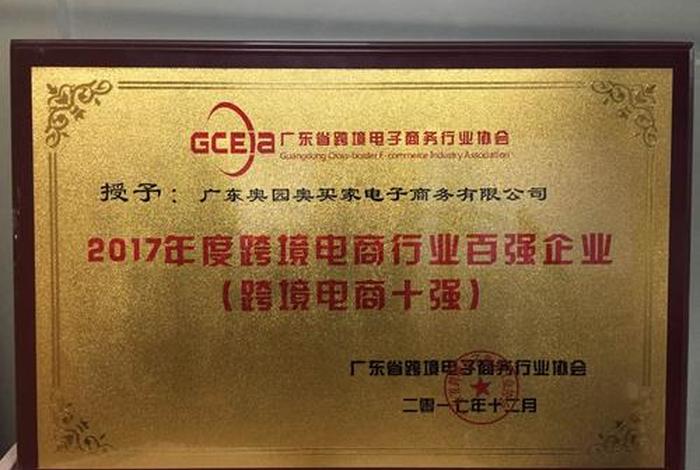 GCEJa 广东省跨境电子商务行业协会
Guangdong Cross-border E-commerce Industry Association
授予：广东奥园奥买家电子商务有限公司
2017年度跨境电商行业百强企业
（跨境电商十强）
广东省跨境电子商务行业协会
二零一七年十二月